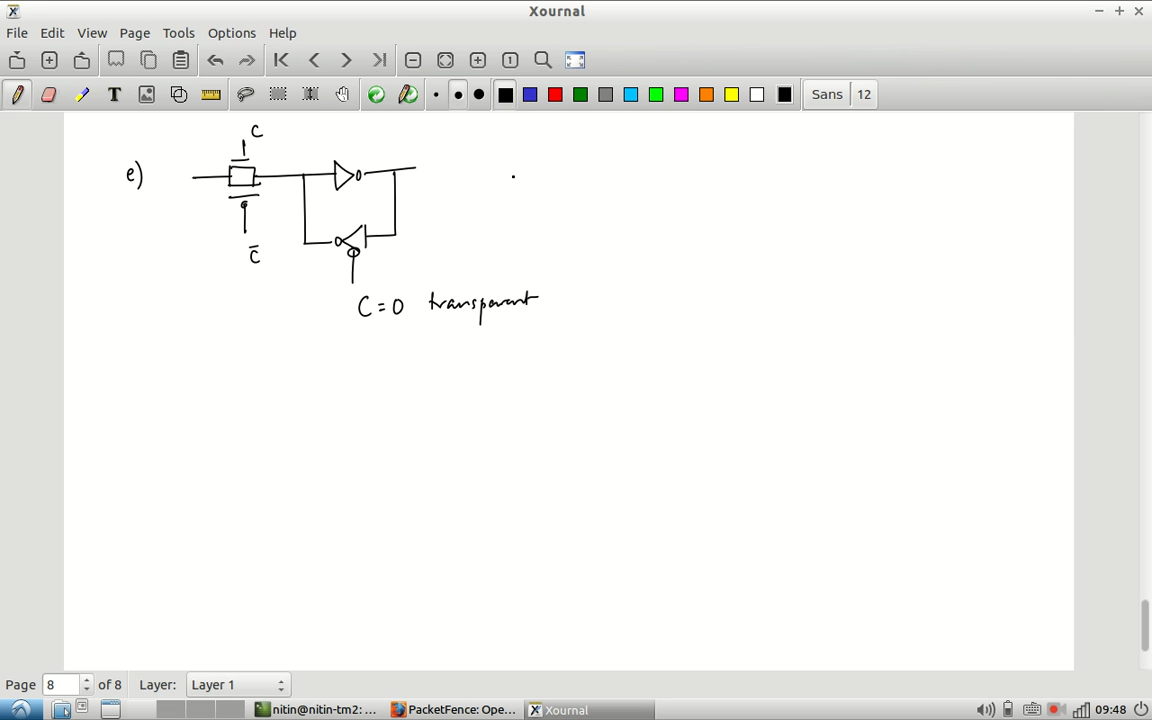 Xournal
File Edit View Page Tools Options Help
Sans 12
C
e)
C̅
C = 0 transparent
Page 8 of 8 Layer: Layer 1
nitin@nitin-tm2: ... PacketFence: Ope... Xournal 09:48